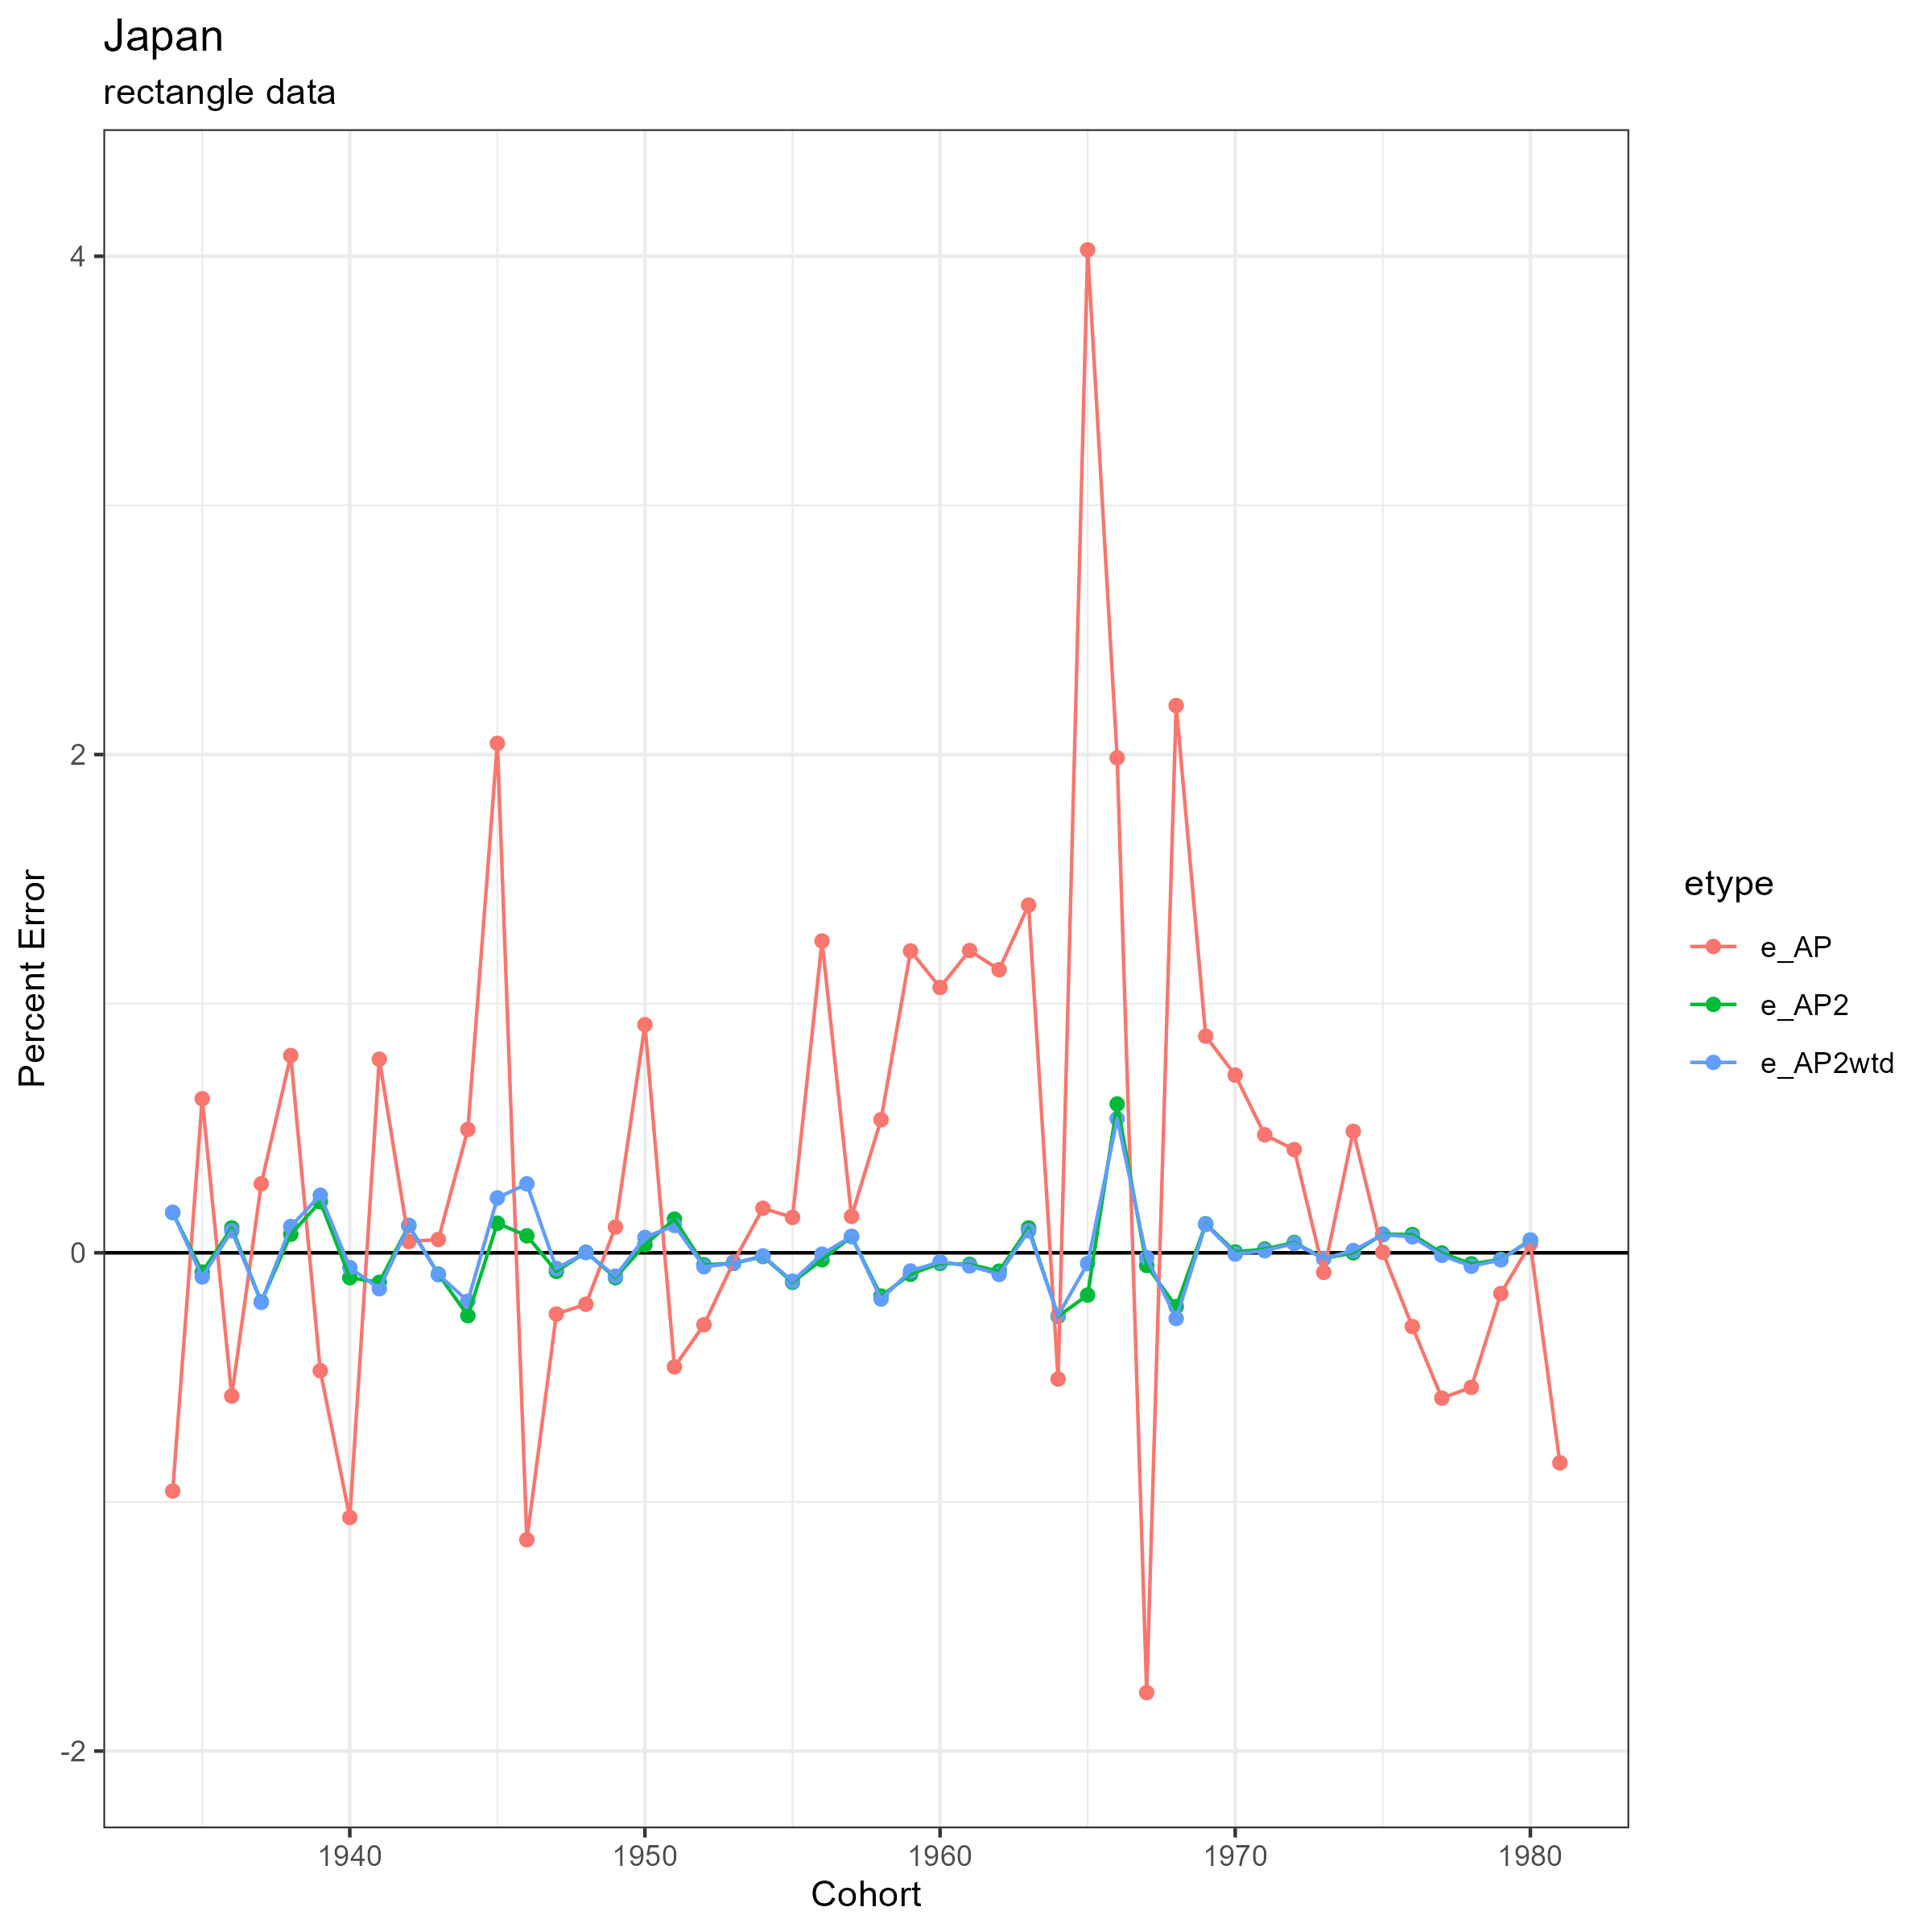 Japan
rectangle data
4
2
0
-2
Percent Error
1940 1950 1960 1970 1980
Cohort
etype
e_AP
e_AP2
e_AP2wtd